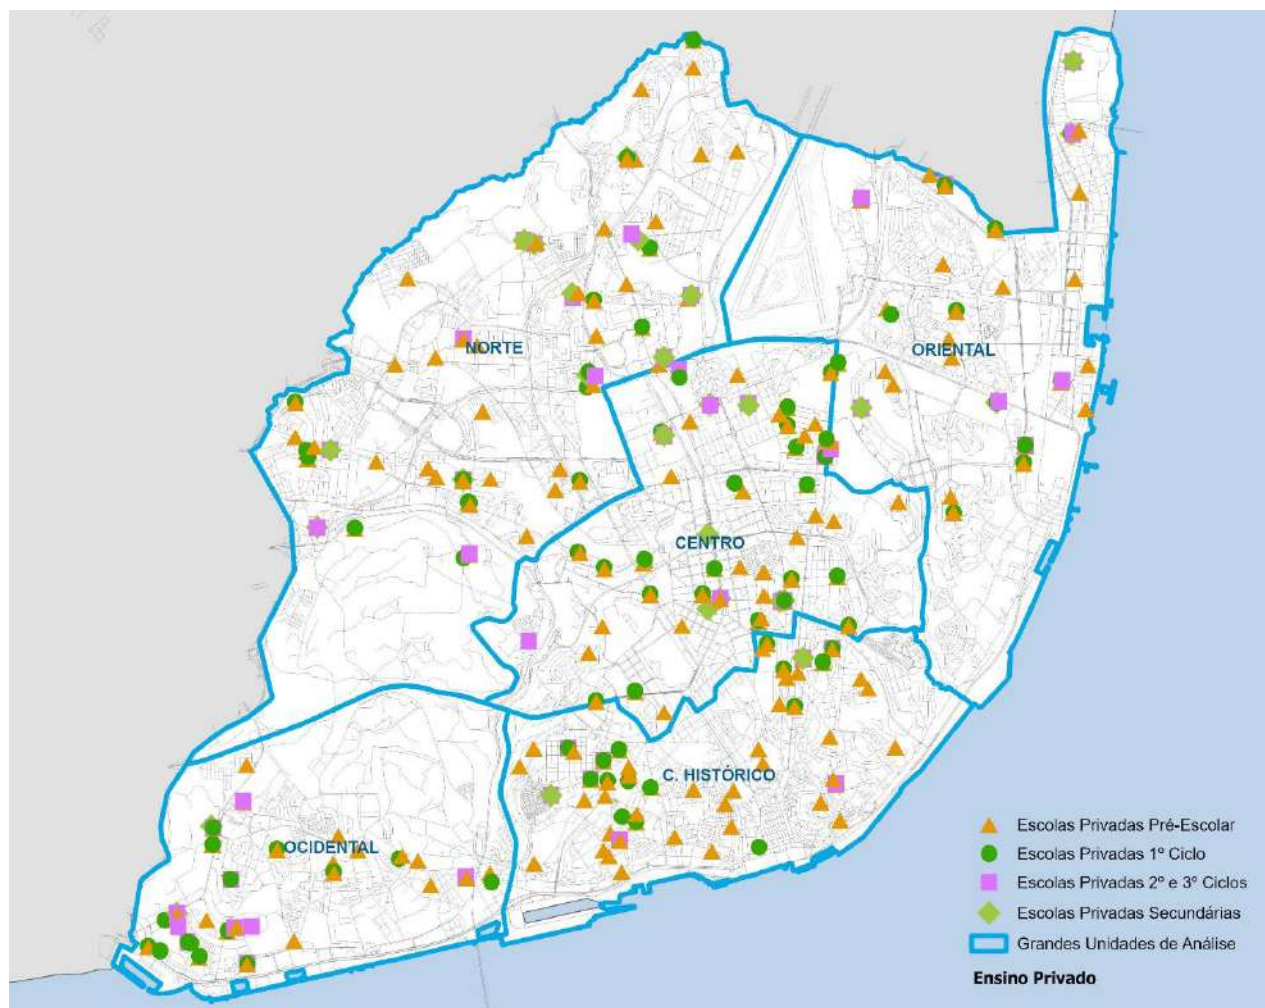 NORTE
ORIENTAL
CENTRO
C. HISTÓRICO
OCIDENTAL
Escolas Privadas Pré-Escolar
Escolas Privadas 1º Ciclo
Escolas Privadas 2º e 3º Ciclos
Escolas Privadas Secundárias
Grandes Unidades de Análise
Ensino Privado